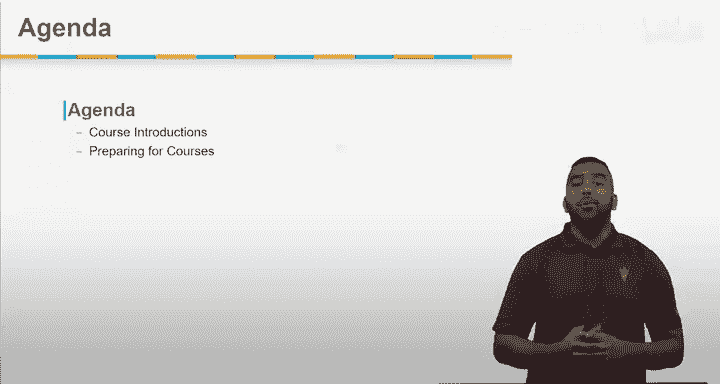 Agenda
Agenda
– Course Introductions
– Preparing for Courses